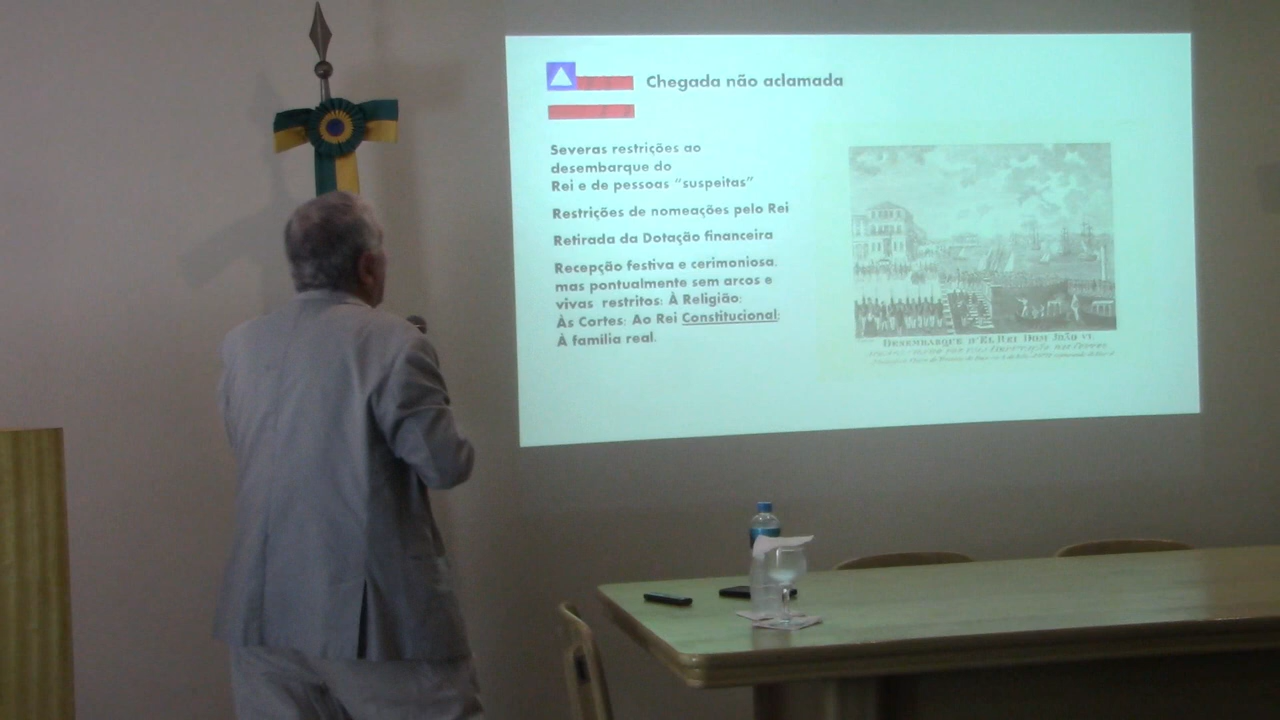 Chegada não aclamada
Severas restrições ao
desembarque do
Rei e de pessoas “suspeitas”
Restrições de nomeações pelo Rei
Retirada da Dotação financeira
Recepção festiva e cerimoniosa.
mas pontualmente sem arcos e
vivas restritos: À Religião;
Às Cortes; Ao Rei Constitucional;
À família real.
DESEMBARQUE D'EL REI DOM JOÃO VI.